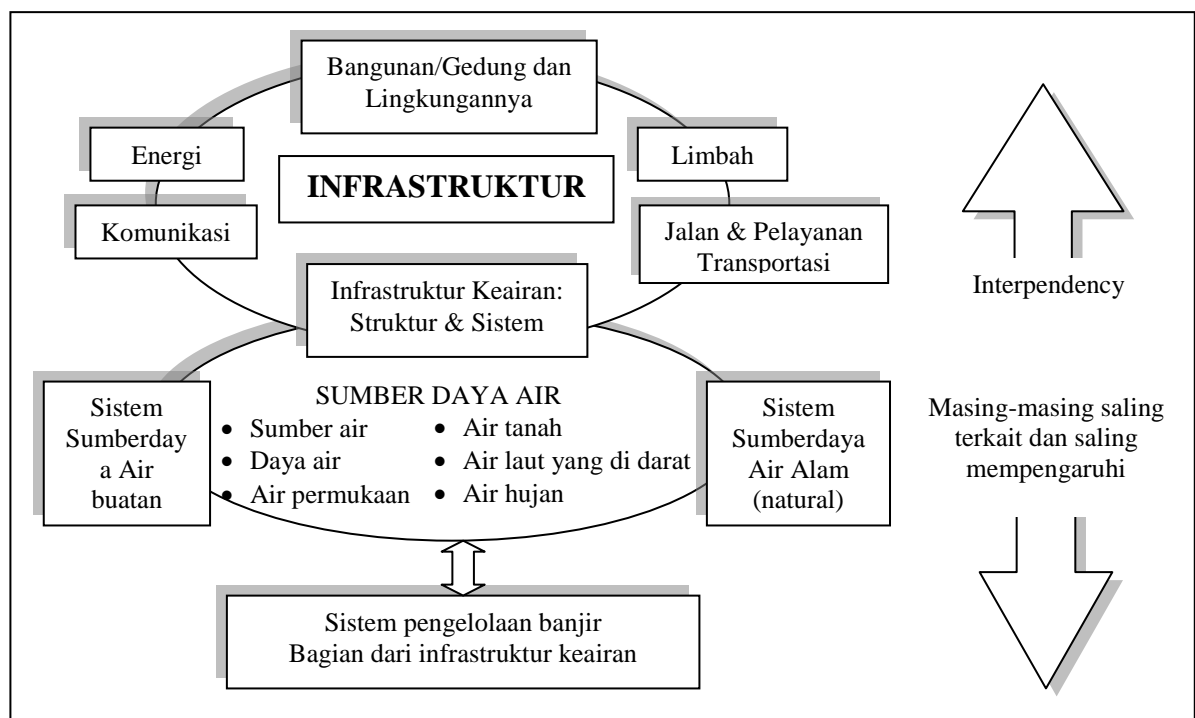 Bangunan/Gedung dan
Lingkungannya
Energi
Limbah
INFRASTRUKTUR
Komunikasi
Jalan & Pelayanan
Transportasi
Interpendency
Infrastruktur Keairan:
Struktur & Sistem
Sistem
Sumberday
a Air
buatan
SUMBER DAYA AIR
• Sumber air
• Daya air
• Air permukaan
• Air tanah
• Air laut yang di darat
• Air hujan
Sistem
Sumberdaya
Air Alam
(natural)
Masing-masing saling
terkait dan saling
mempengaruhi
Sistem pengelolaan banjir
Bagian dari infrastruktur keairan